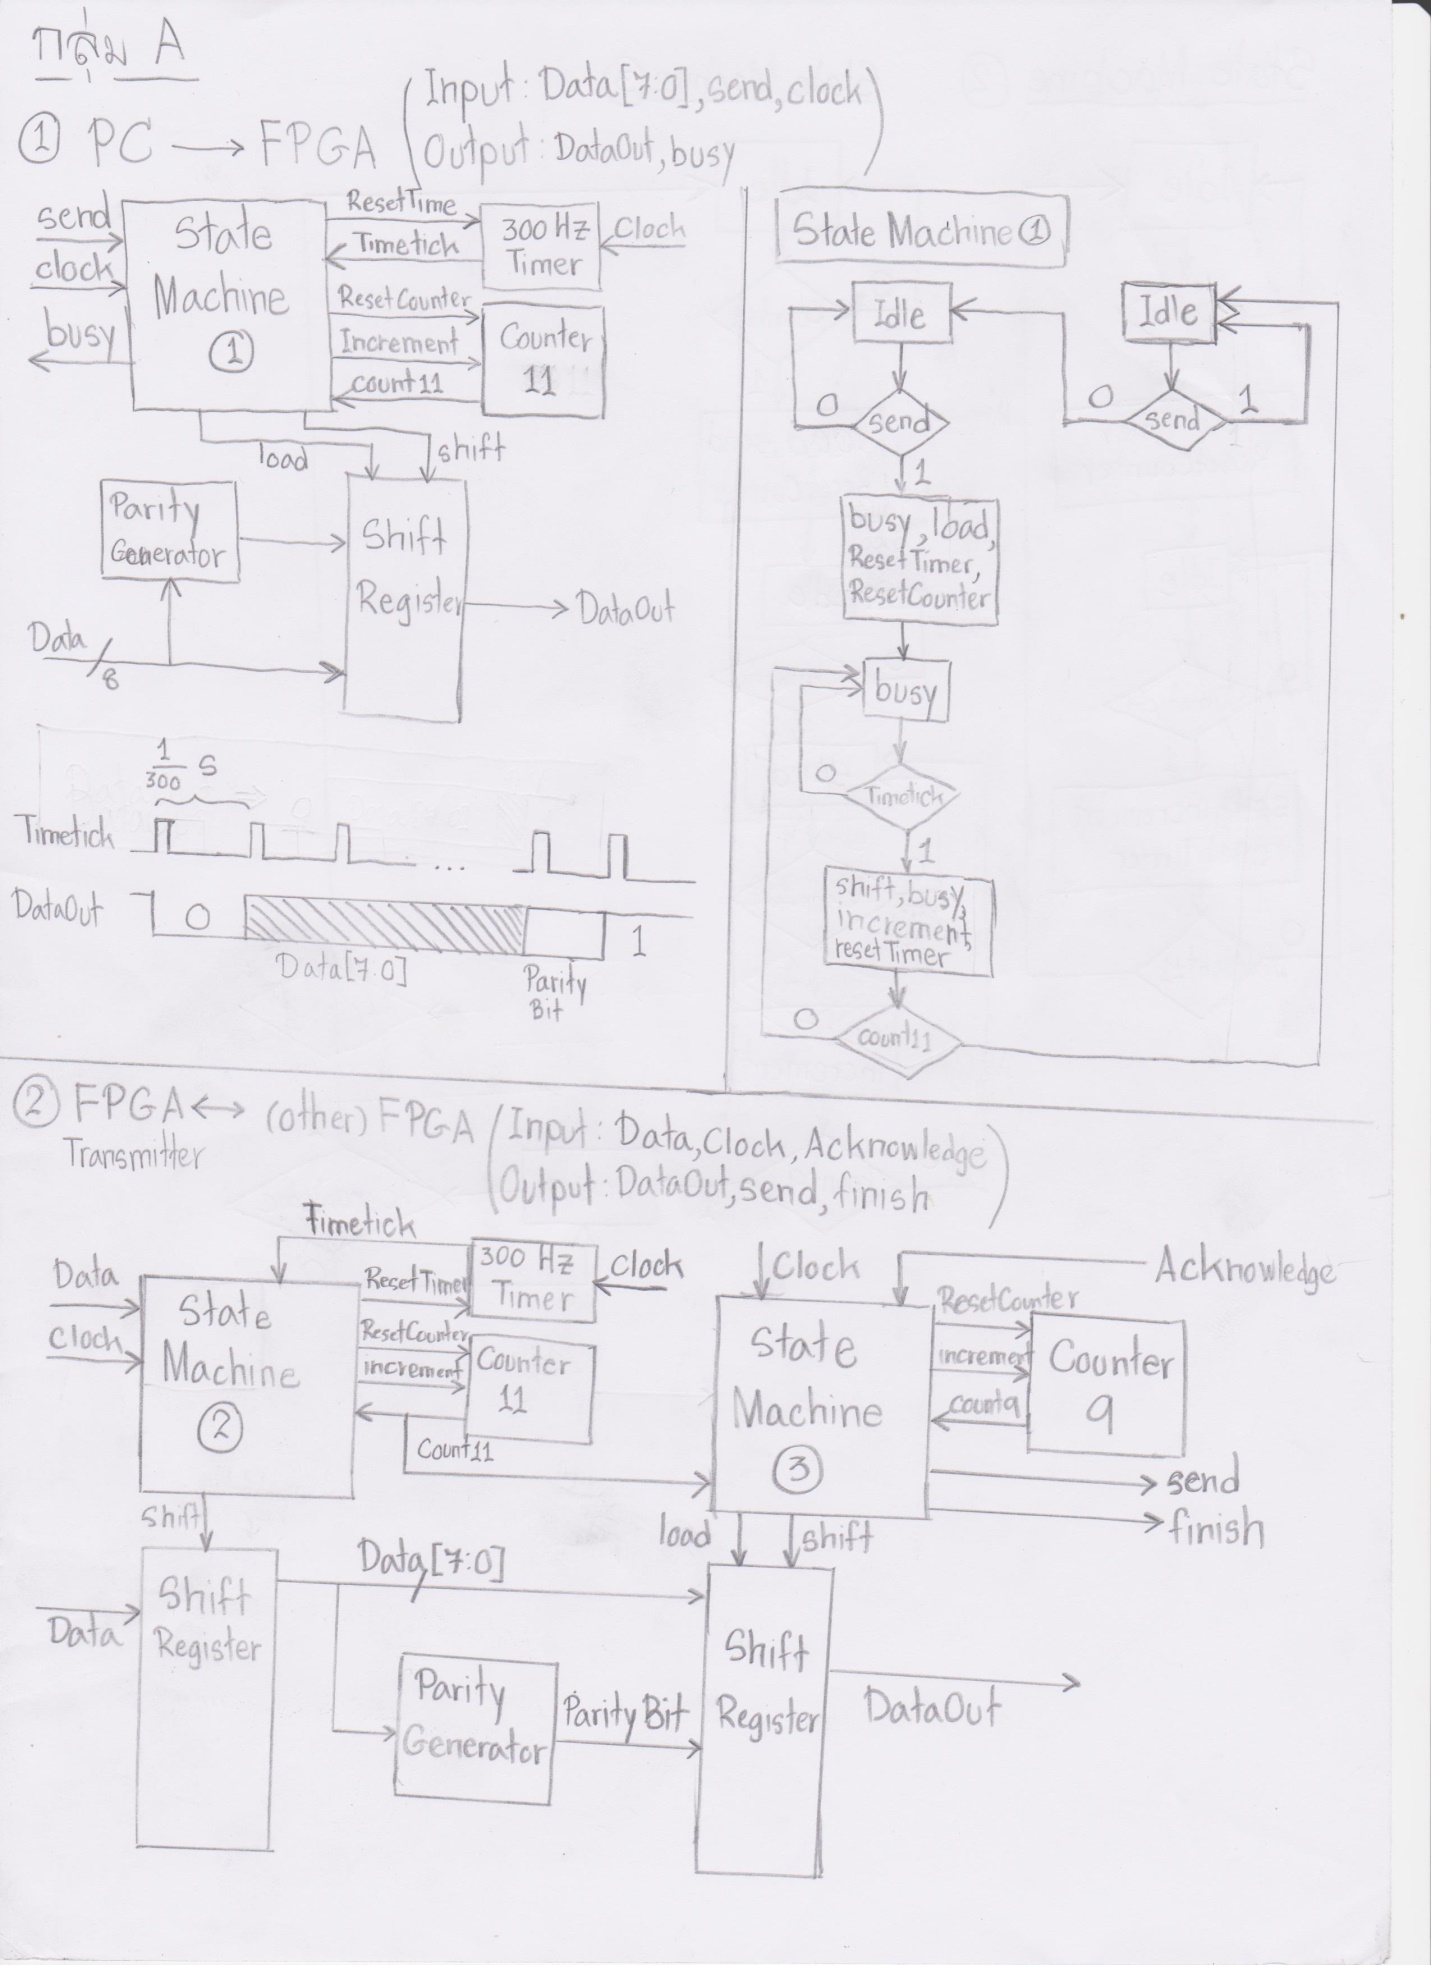 กลุ่ม A
① PC → FPGA (Input: Data[7:0], send, clock
Output: DataOut, busy)
send
clock
busy
State
Machine
①
ResetTime
Timetick
300 Hz
Timer
Clock
ResetCounter
Increment
count11
Counter
11
load
shift
Parity
Generator
Shift
Register
DataOut
Data
8
1/300 s
Timetick
...
DataOut
0
Data[7:0]
Parity
Bit
1
State Machine ①
Idle
send
0
1
Idle
send
0
1
busy, load,
ResetTimer,
ResetCounter
busy
Timetick
0
1
shift, busy,
increment,
resetTimer
count11
0
② FPGA ↔ (other) FPGA (Input: Data, Clock, Acknowledge
Transmitter
Output: DataOut, send, finish)
Timetick
Data
clock
State
Machine
②
ResetTimer
300 Hz
Timer
Clock
ResetCounter
increment
Counter
11
Count11
Clock
Acknowledge
State
Machine
③
ResetCounter
increment
count9
Counter
9
send
finish
Shift
load
shift
Data
Shift
Register
Data[7:0]
Parity
Generator
Parity Bit
Shift
Register
DataOut